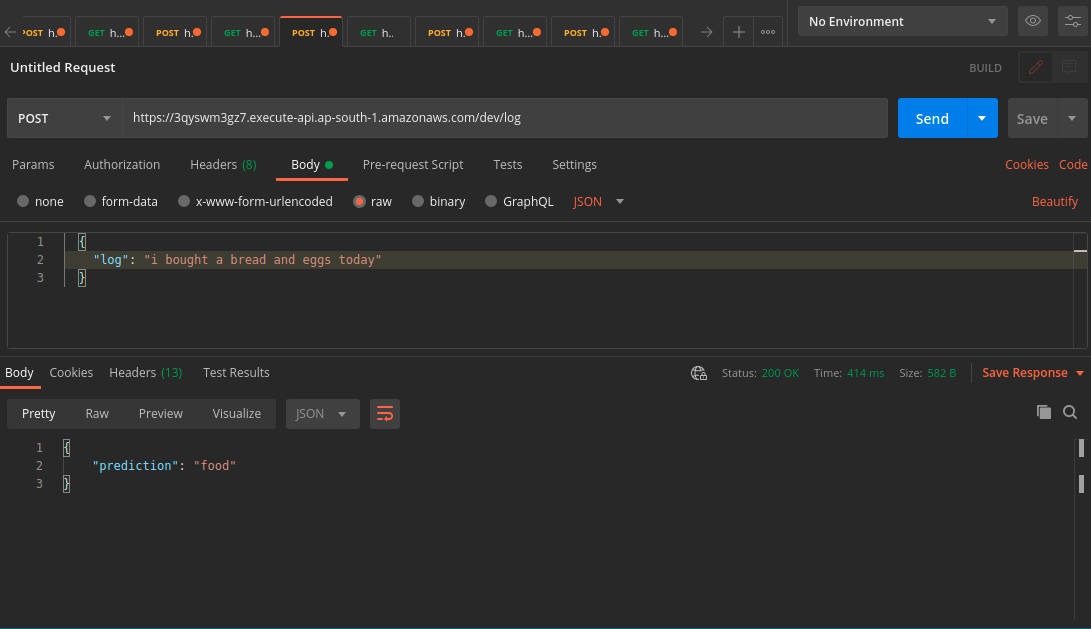 POST h.. GET h... POST h. GET h... POST h. GET h.. POST h. GET h... POST h. GET h... No Environment
Untitled Request BUILD
POST https://3qyswm3gz7.execute-api.ap-south-1.amazonaws.com/dev/log Send Save
Params Authorization Headers (8) Body Pre-request Script Tests Settings Cookies Code
none form-data x-www-form-urlencoded raw binary GraphQL JSON Beautify
1 {
2 "log": "i bought a bread and eggs today"
3 }
Body Cookies Headers (13) Test Results Status: 200 OK Time: 414 ms Size: 582 B Save Response
Pretty Raw Preview Visualize JSON
1 {
2 "prediction": "food"
3 }